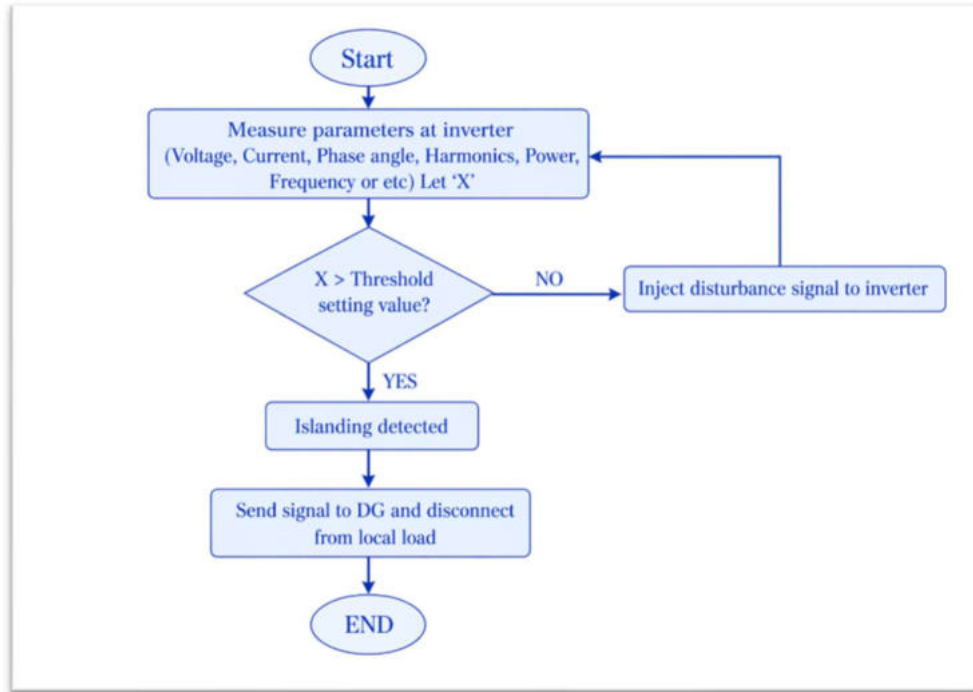 Start
Measure parameters at inverter
(Voltage, Current, Phase angle, Harmonics, Power,
Frequency or etc) Let ‘X’
X > Threshold
setting value?
NO
Inject disturbance signal to inverter
YES
Islanding detected
Send signal to DG and disconnect
from local load
END